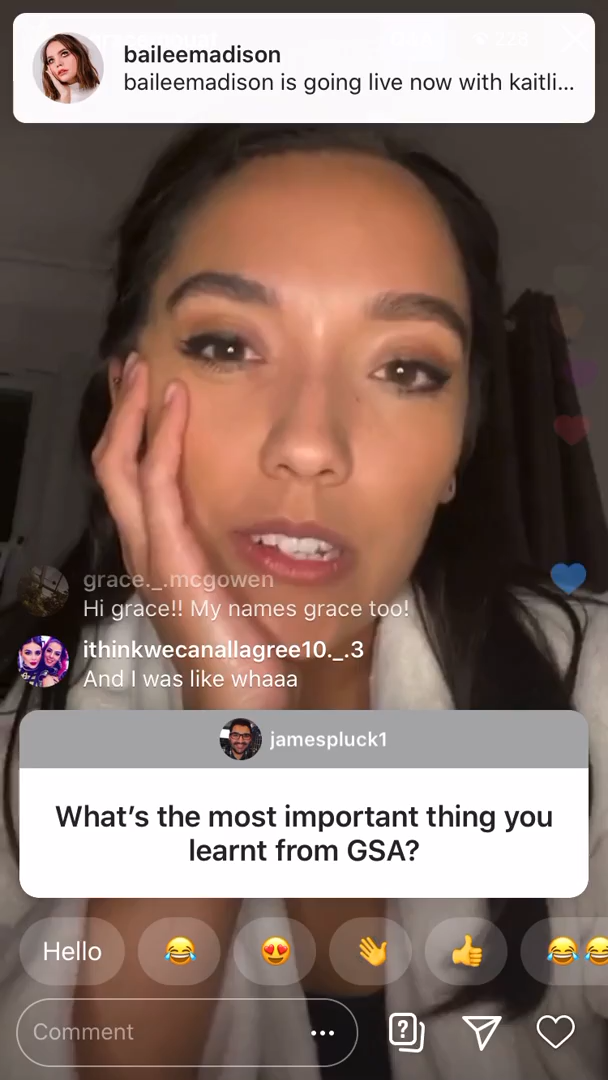 baileemadison
baileemadison is going live now with kaitli...
grace._.mcgowen
Hi grace!! My names grace too!
ithinkwecanallagree10._.3
And I was like whaaa
jamespluck1
What's the most important thing you
learnt from GSA?
Hello
Comment